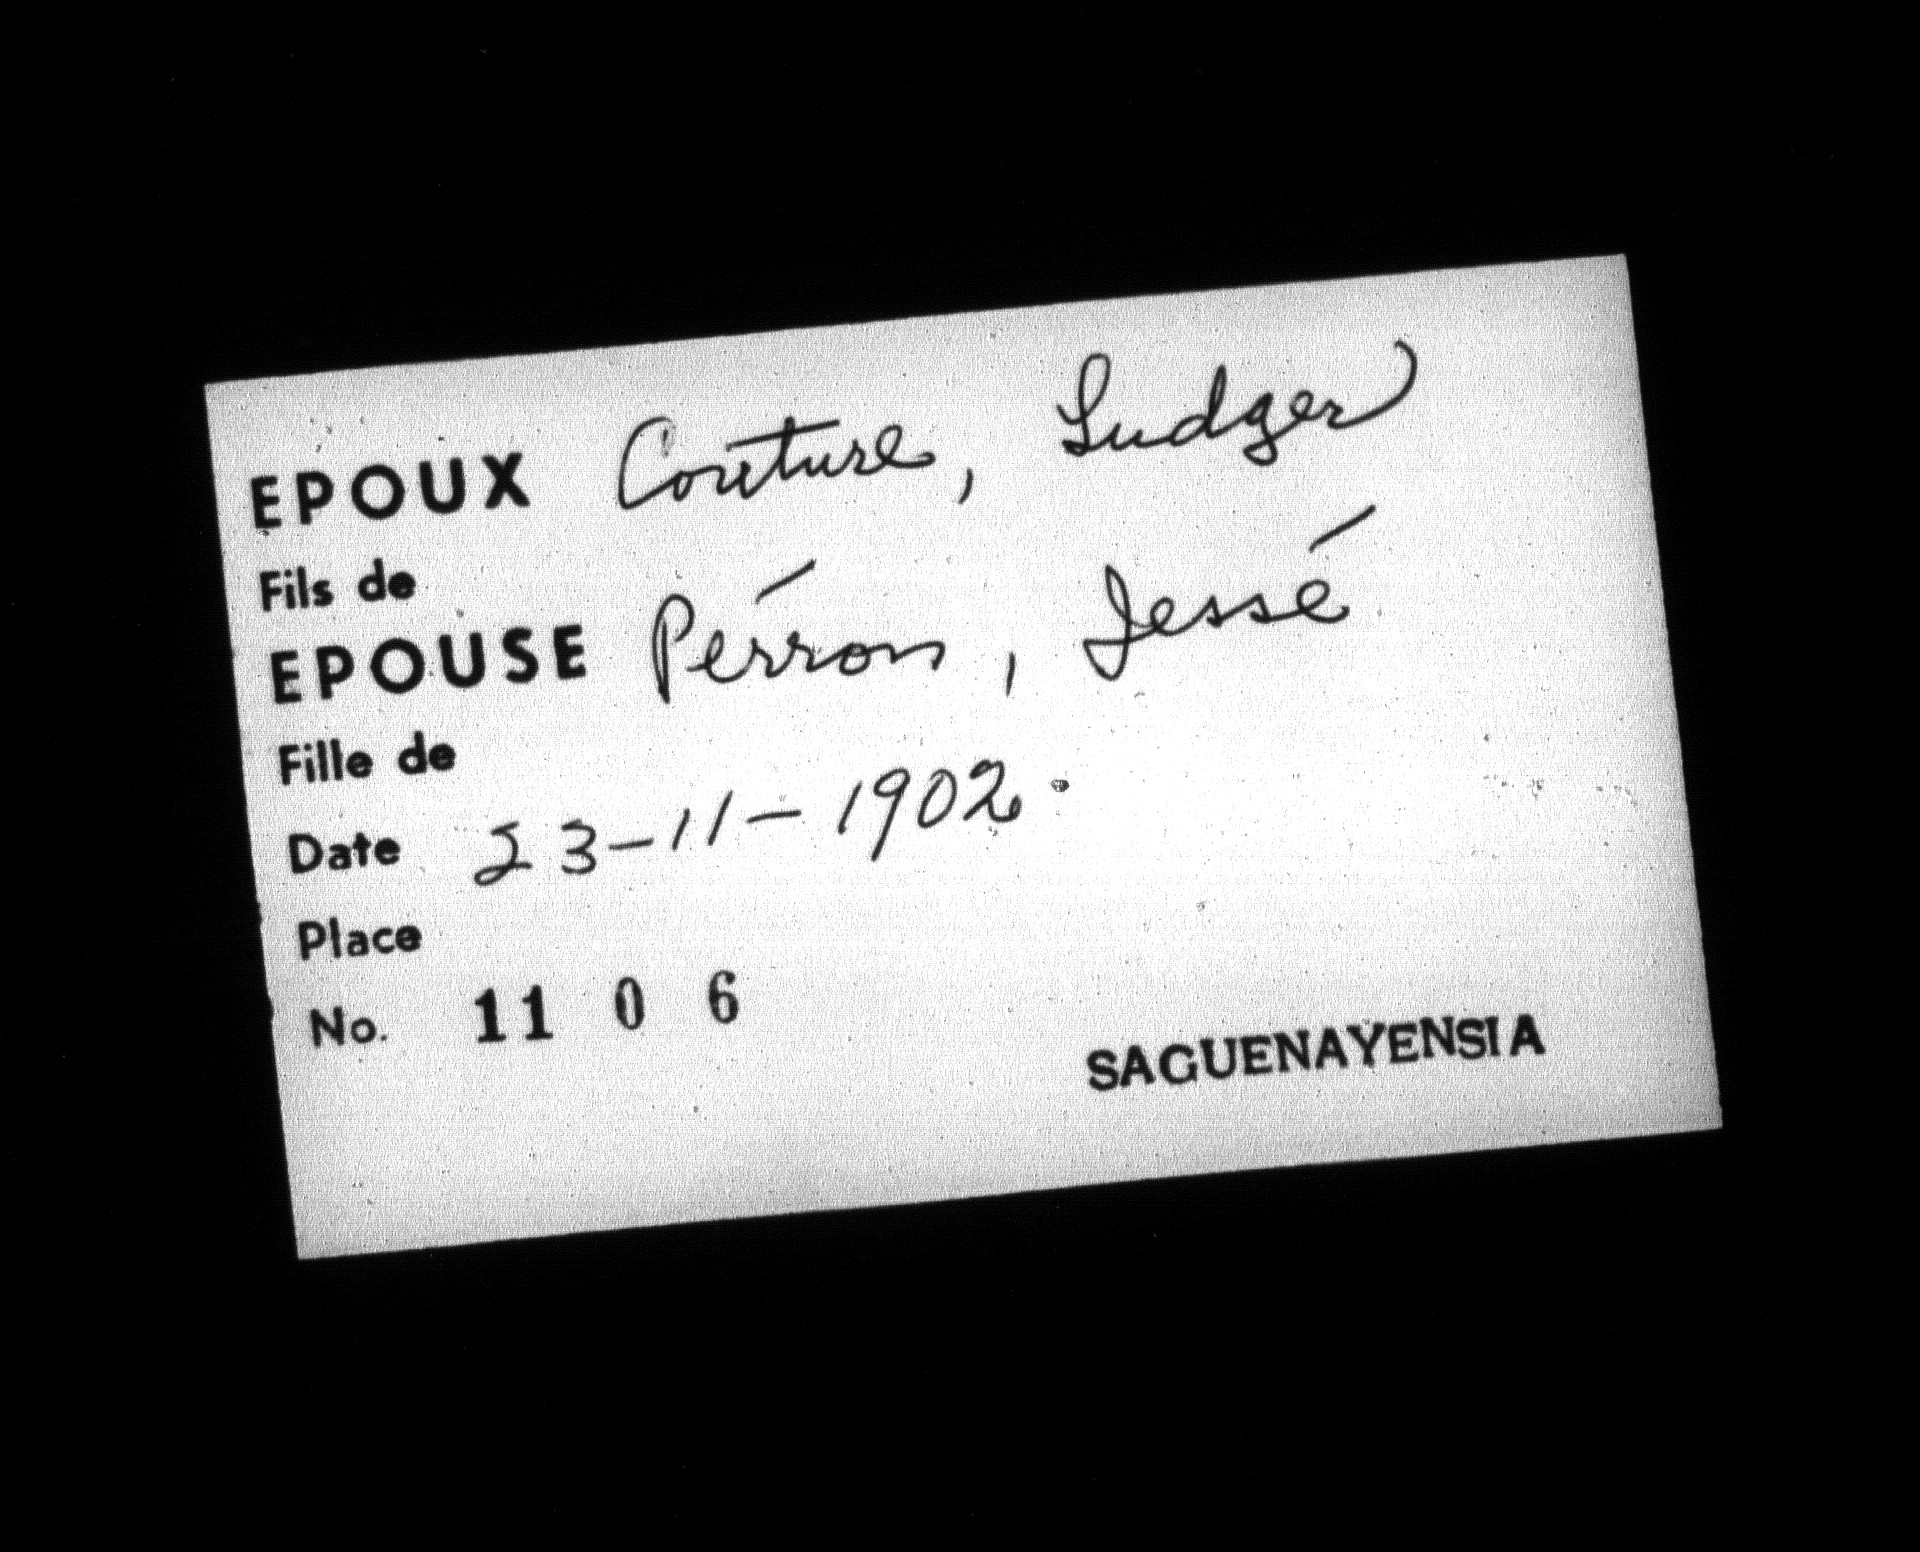 EPOUX Couture, Ludger
Fils de
EPOUSE Pérron, Jessé
Fille de
Date 23-11-1902.
Place
No. 11 0 6
SAGUENAYENSIA